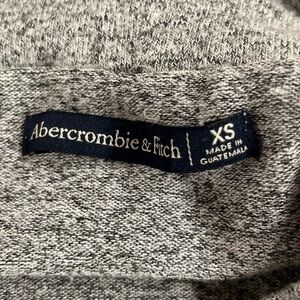 Abercrombie & Fitch
XS
MADE IN
GUATEMALA